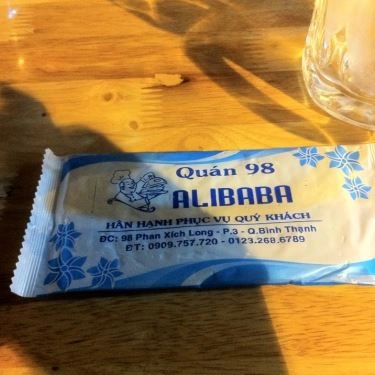 Quán 98
ALIBABA
HÂN HẠNH PHỤC VỤ QUÝ KHÁCH
ĐC: 98 Phan Xích Long - P.3 - Q.Bình Thạnh
ĐT: 0909.757.720 - 0123.268.6789